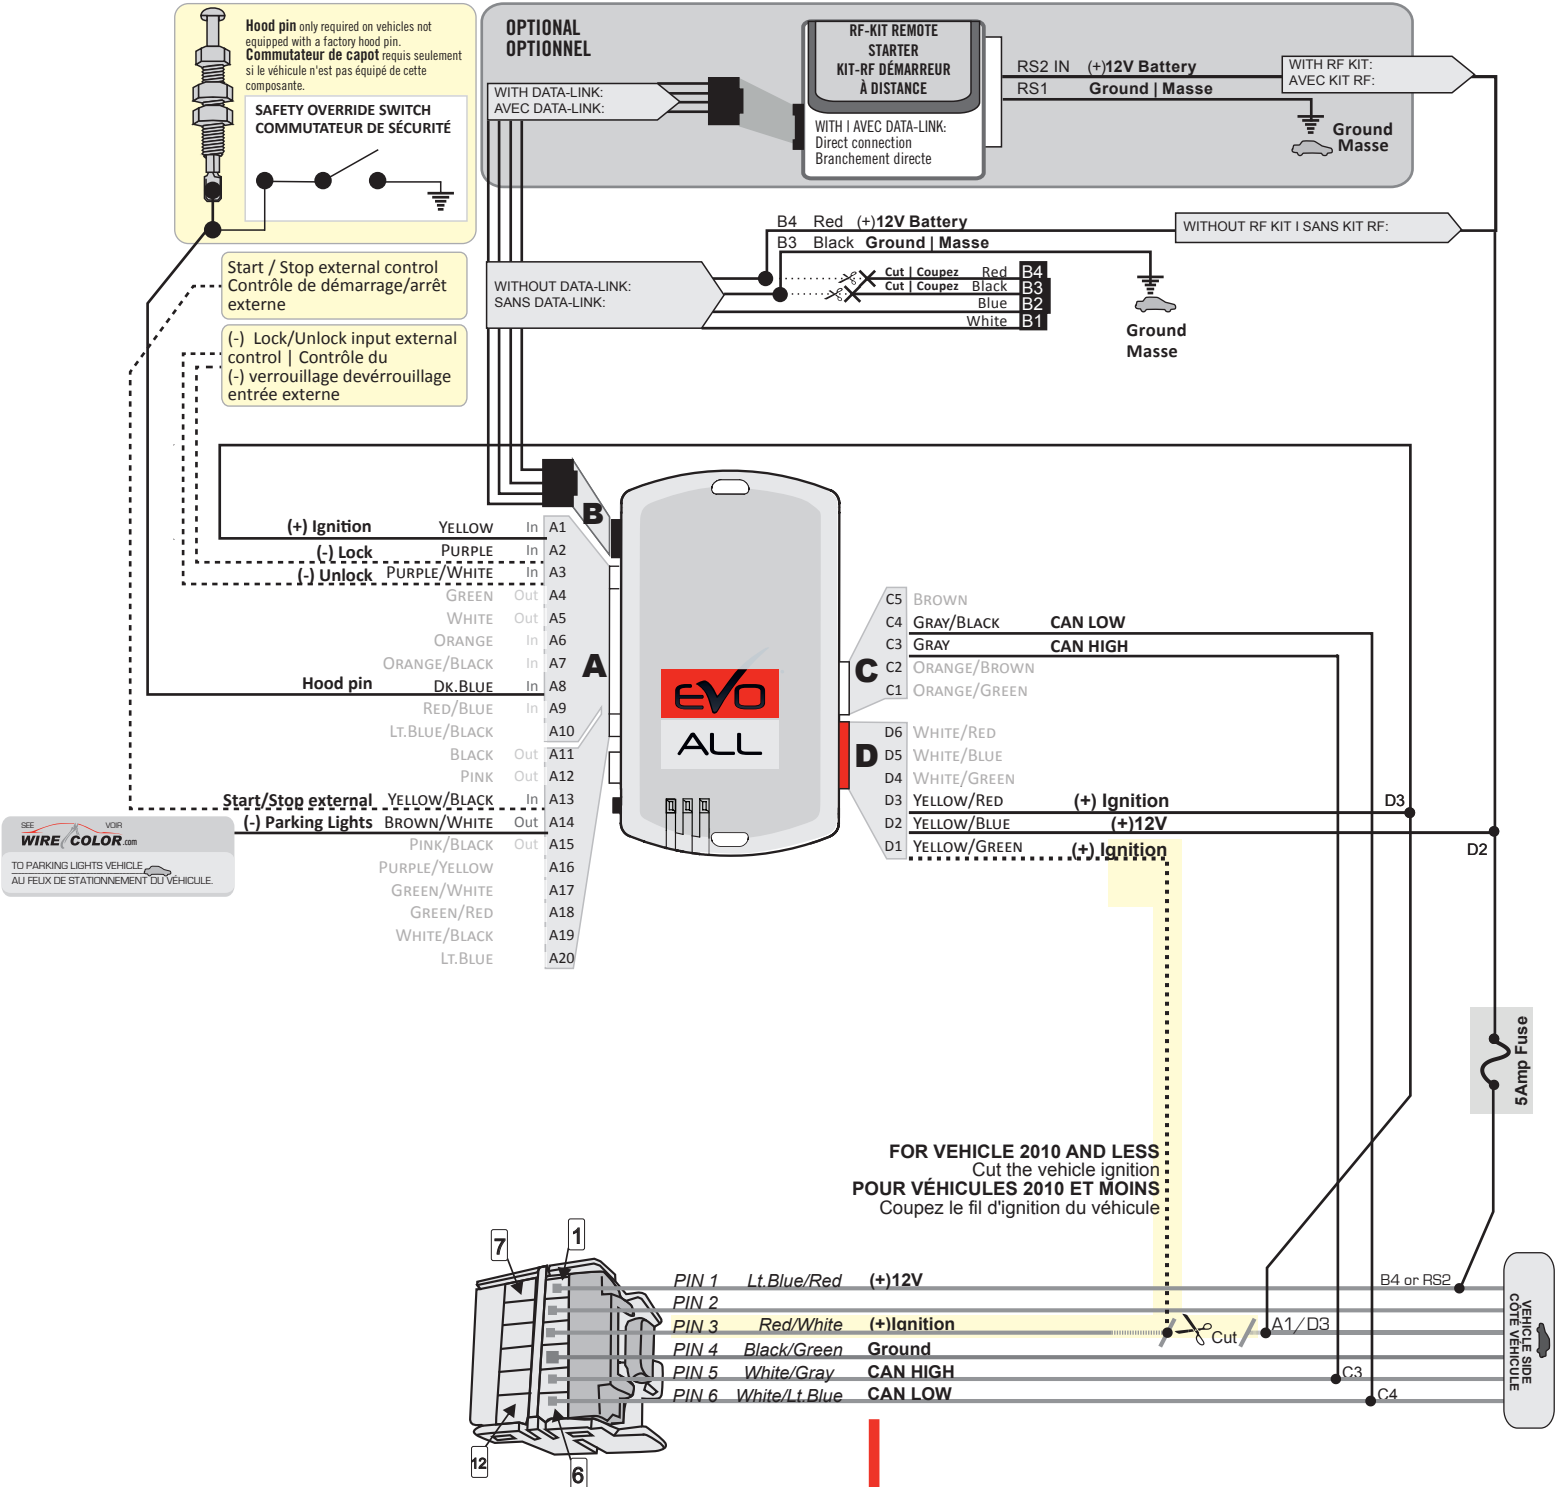 Hood pin only required on vehicles not
equipped with a factory hood pin.
Commutateur de capot requis seulement
si le véhicule n'est pas équipé de cette
composante.
SAFETY OVERRIDE SWITCH
COMMUTATEUR DE SÉCURITÉ
OPTIONAL
OPTIONNEL
WITH DATA-LINK:
AVEC DATA-LINK:
RF-KIT REMOTE
STARTER
KIT-RF DÉMARREUR
À DISTANCE
WITH I AVEC DATA-LINK:
Direct connection
Branchement directe
RS2 IN (+)12V Battery
RS1 Ground | Masse
WITH RF KIT:
AVEC KIT RF:
Ground
Masse
B4 Red (+)12V Battery
B3 Black Ground | Masse
WITHOUT RF KIT I SANS KIT RF:
WITHOUT DATA-LINK:
SANS DATA-LINK:
Cut | Coupez Red B4
Cut | Coupez Black B3
Blue B2
White B1
Ground
Masse
Start / Stop external control
Contrôle de démarrage/arrêt
externe
(-) Lock/Unlock input external
control | Contrôle du
(-) verrouillage devérrouillage
entrée externe
B
(+) Ignition YELLOW In A1
(-) Lock PURPLE In A2
(-) Unlock PURPLE/WHITE In A3
GREEN Out A4
WHITE Out A5
ORANGE In A6
ORANGE/BLACK In A7
Hood pin DK.BLUE In A8
RED/BLUE In A9
LT.BLUE/BLACK A10
BLACK Out A11
PINK Out A12
Start/Stop external YELLOW/BLACK In A13
(-) Parking Lights BROWN/WHITE Out A14
PINK/BLACK Out A15
PURPLE/YELLOW A16
GREEN/WHITE A17
GREEN/RED A18
WHITE/BLACK A19
LT.BLUE A20
A
SEE VOIR
WIRE COLOR.com
TO PARKING LIGHTS VEHICLE
AU FEUX DE STATIONNEMENT DU VÉHICULE.
EVO
ALL
C
C5 BROWN
C4 GRAY/BLACK CAN LOW
C3 GRAY CAN HIGH
C2 ORANGE/BROWN
C1 ORANGE/GREEN
D
D6 WHITE/RED
D5 WHITE/BLUE
D4 WHITE/GREEN
D3 YELLOW/RED (+) Ignition D3
D2 YELLOW/BLUE (+)12V
D1 YELLOW/GREEN (+) Ignition D2
5Amp Fuse
FOR VEHICLE 2010 AND LESS
Cut the vehicle ignition
POUR VÉHICULES 2010 ET MOINS
Coupez le fil d'ignition du véhicule
7
1
12
6
PIN 1 Lt.Blue/Red (+)12V B4 or RS2
PIN 2
PIN 3 Red/White (+)Ignition Cut A1/D3
PIN 4 Black/Green Ground
PIN 5 White/Gray CAN HIGH C3
PIN 6 White/Lt.Blue CAN LOW C4
VEHICLE SIDE
CÔTÉ VÉHICULE